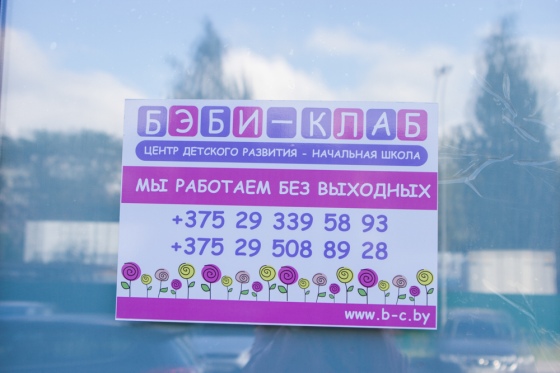 БЭБИ-КЛАБ
ЦЕНТР ДЕТСКОГО РАЗВИТИЯ - НАЧАЛЬНАЯ ШКОЛА
МЫ РАБОТАЕМ БЕЗ ВЫХОДНЫХ
+375 29 339 58 93
+375 29 508 89 28
www.b-c.by